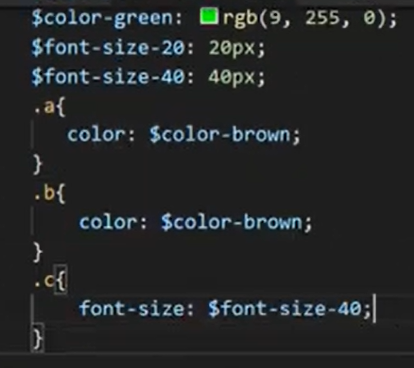 $color-green: rgb(9, 255, 0);
$font-size-20: 20px;
$font-size-40: 40px;
.a{
color: $color-brown;
}
.b{
color: $color-brown;
}
.c{
font-size: $font-size-40;
}